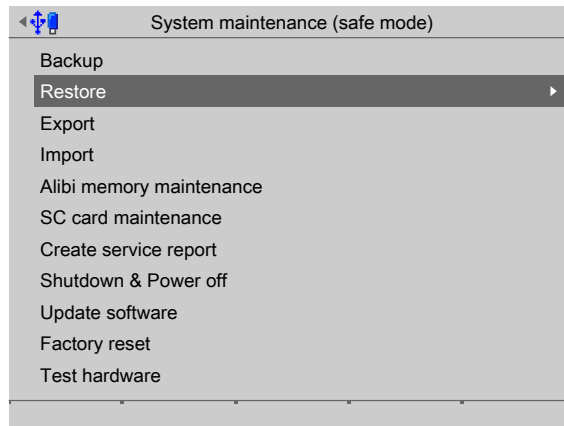 System maintenance (safe mode)
Backup
Restore
Export
Import
Alibi memory maintenance
SC card maintenance
Create service report
Shutdown & Power off
Update software
Factory reset
Test hardware